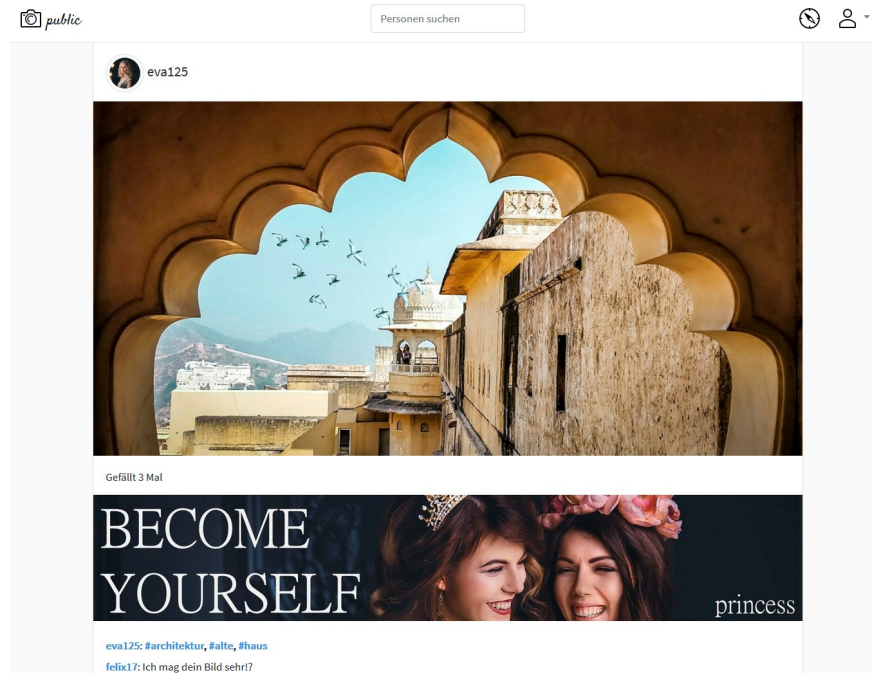 public
Personen suchen
eva125
Gefällt 3 Mal
BECOME
YOURSELF
princess
eva125: #architektur, #alte, #haus
felix17: Ich mag dein Bild sehr!?